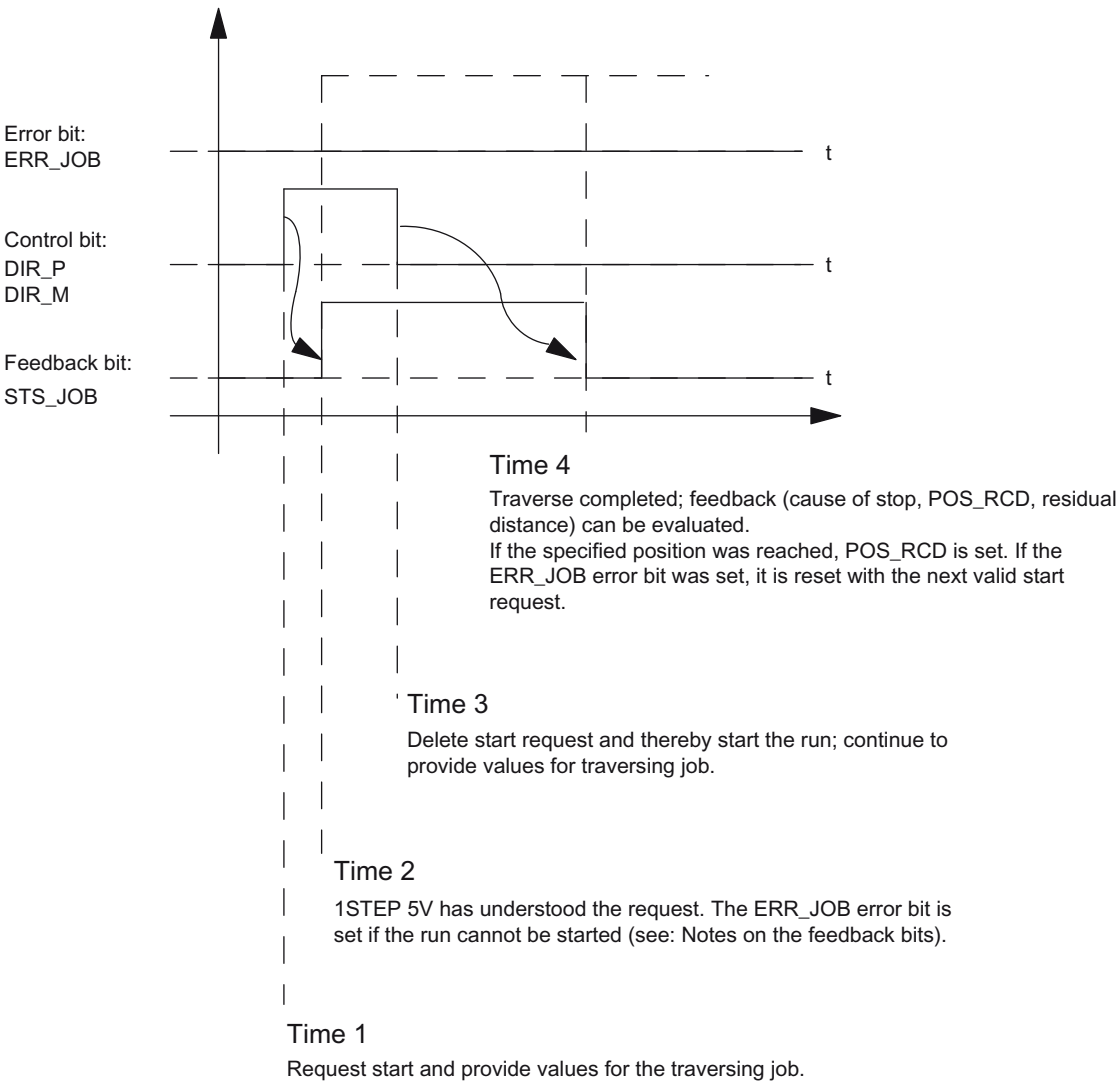 Error bit:
ERR_JOB
t
Control bit:
DIR_P
DIR_M
t
Feedback bit:
STS_JOB
t
Time 4
Traverse completed; feedback (cause of stop, POS_RCD, residual
distance) can be evaluated.
If the specified position was reached, POS_RCD is set. If the
ERR_JOB error bit was set, it is reset with the next valid start
request.
Time 3
Delete start request and thereby start the run; continue to
provide values for traversing job.
Time 2
1STEP 5V has understood the request. The ERR_JOB error bit is
set if the run cannot be started (see: Notes on the feedback bits).
Time 1
Request start and provide values for the traversing job.